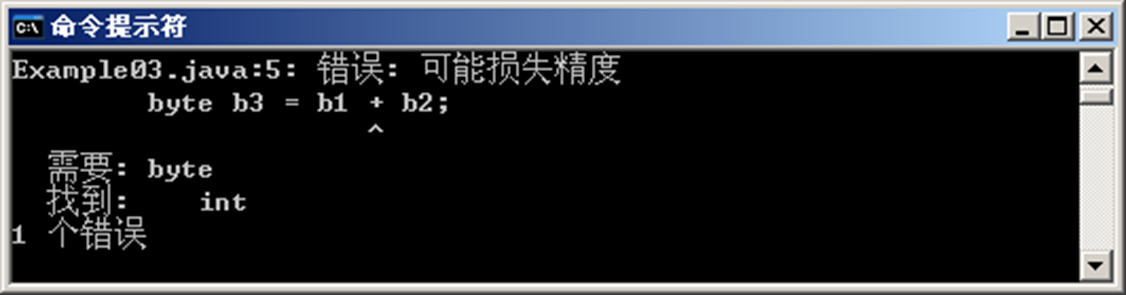 命令提示符
Example03.java:5: 错误: 可能损失精度
byte b3 = b1 + b2;
^
需要: byte
找到: int
1 个错误